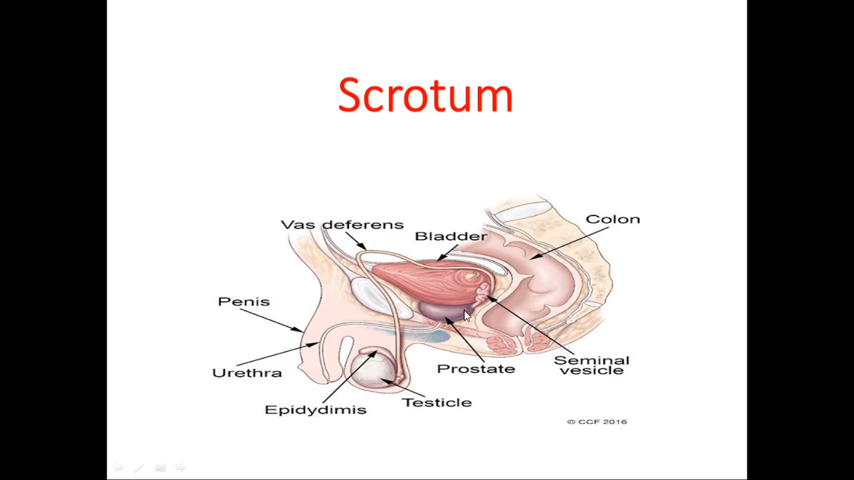 Scrotum
Vas deferens
Bladder
Colon
Penis
Urethra
Prostate
Seminal
vesicle
Epidydimis
Testicle
© CCF 2016